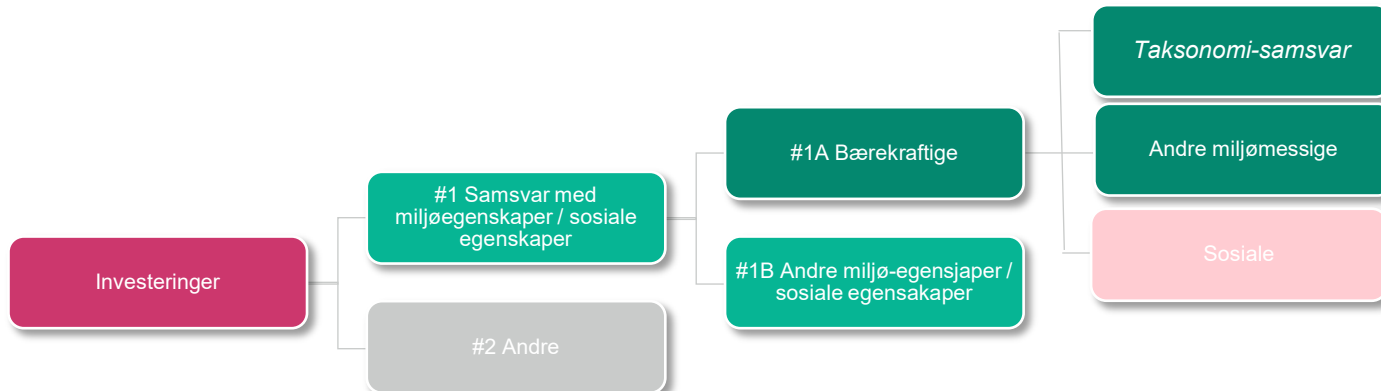 Taksonomi-samsvar
#1A Bærekraftige
Andre miljømessige
#1 Samsvar med
miljøegenskaper / sosiale
egenskaper
Investeringer
#1B Andre miljø-egensjaper /
sosiale egensakaper
Sosiale
#2 Andre